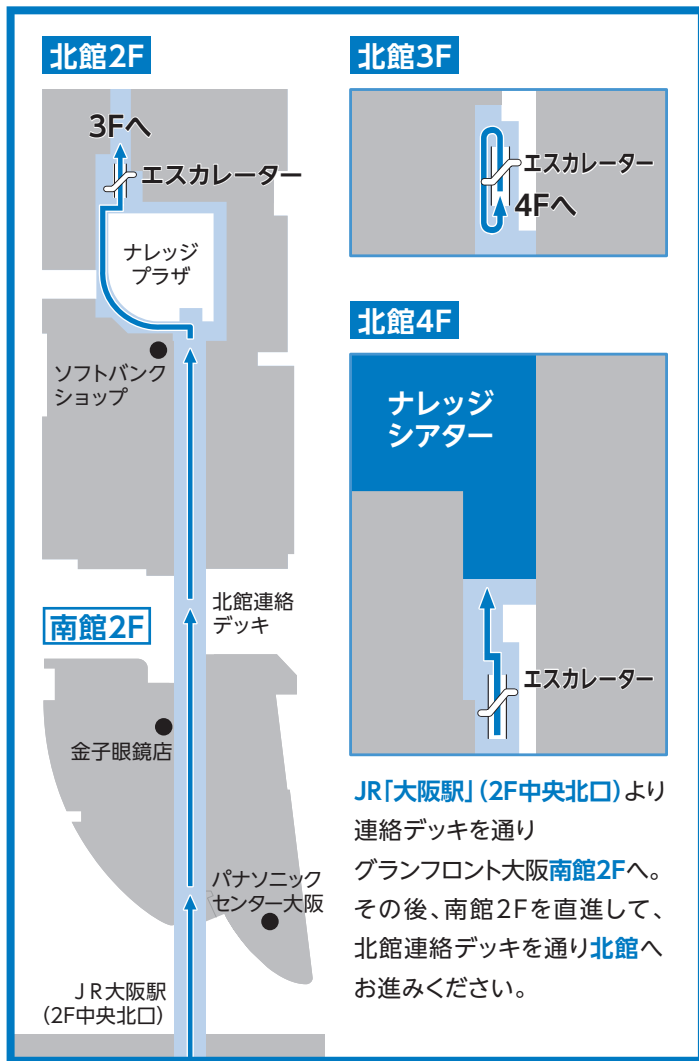 北館2F
3Fへ
エスカレーター
ナレッジ
プラザ
ソフトバンク
ショップ
北館連絡
デッキ
南館2F
金子眼鏡店
パナソニック
センター大阪
JR大阪駅
(2F中央北口)
北館3F
エスカレーター
4Fへ
北館4F
ナレッジ
シアター
エスカレーター
JR「大阪駅」(2F中央北口)より
連絡デッキを通り
グランフロント大阪南館2Fへ。
その後、南館2Fを直進して、
北館連絡デッキを通り北館へ
お進みください。